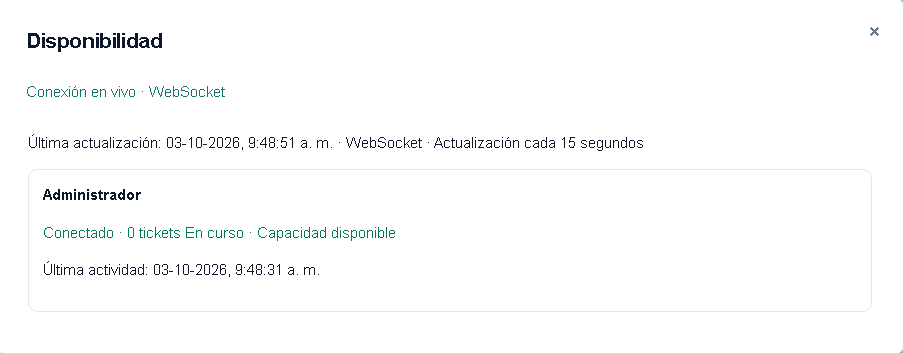 Disponibilidad
×
Conexión en vivo · WebSocket
Última actualización: 03-10-2026, 9:48:51 a. m. · WebSocket · Actualización cada 15 segundos
Administrador
Conectado · 0 tickets En curso · Capacidad disponible
Última actividad: 03-10-2026, 9:48:31 a. m.